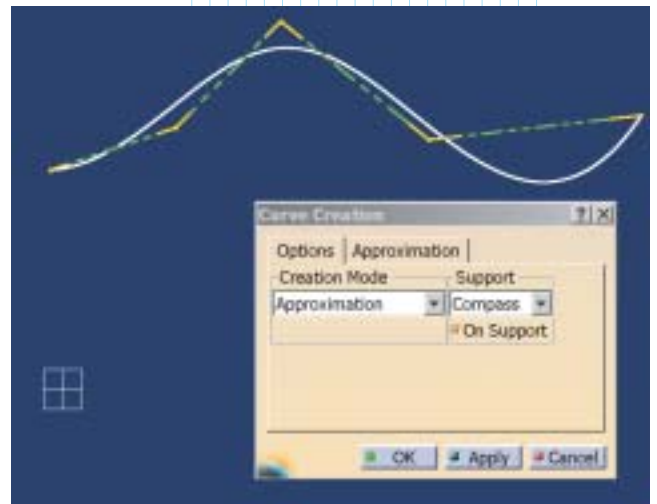 Curve Creation
Options Approximation
Creation Mode Support
Approximation Compass
On Support
OK Apply Cancel